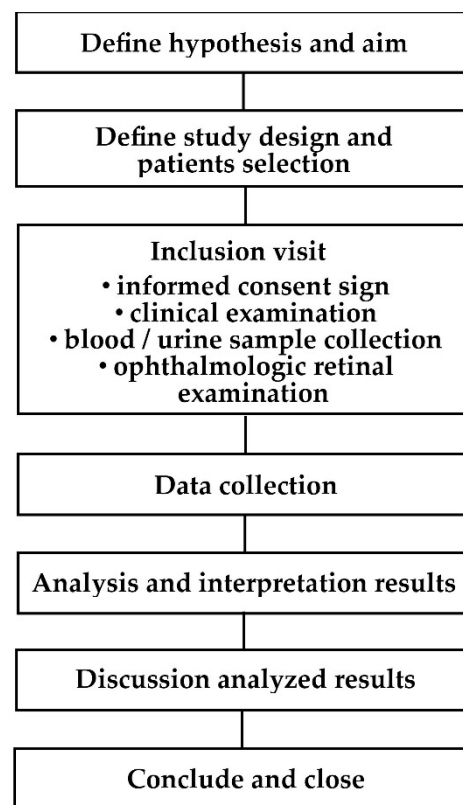 Define hypothesis and aim
Define study design and
patients selection
Inclusion visit
• informed consent sign
• clinical examination
• blood / urine sample collection
• ophthalmologic retinal
examination
Data collection
Analysis and interpretation results
Discussion analyzed results
Conclude and close